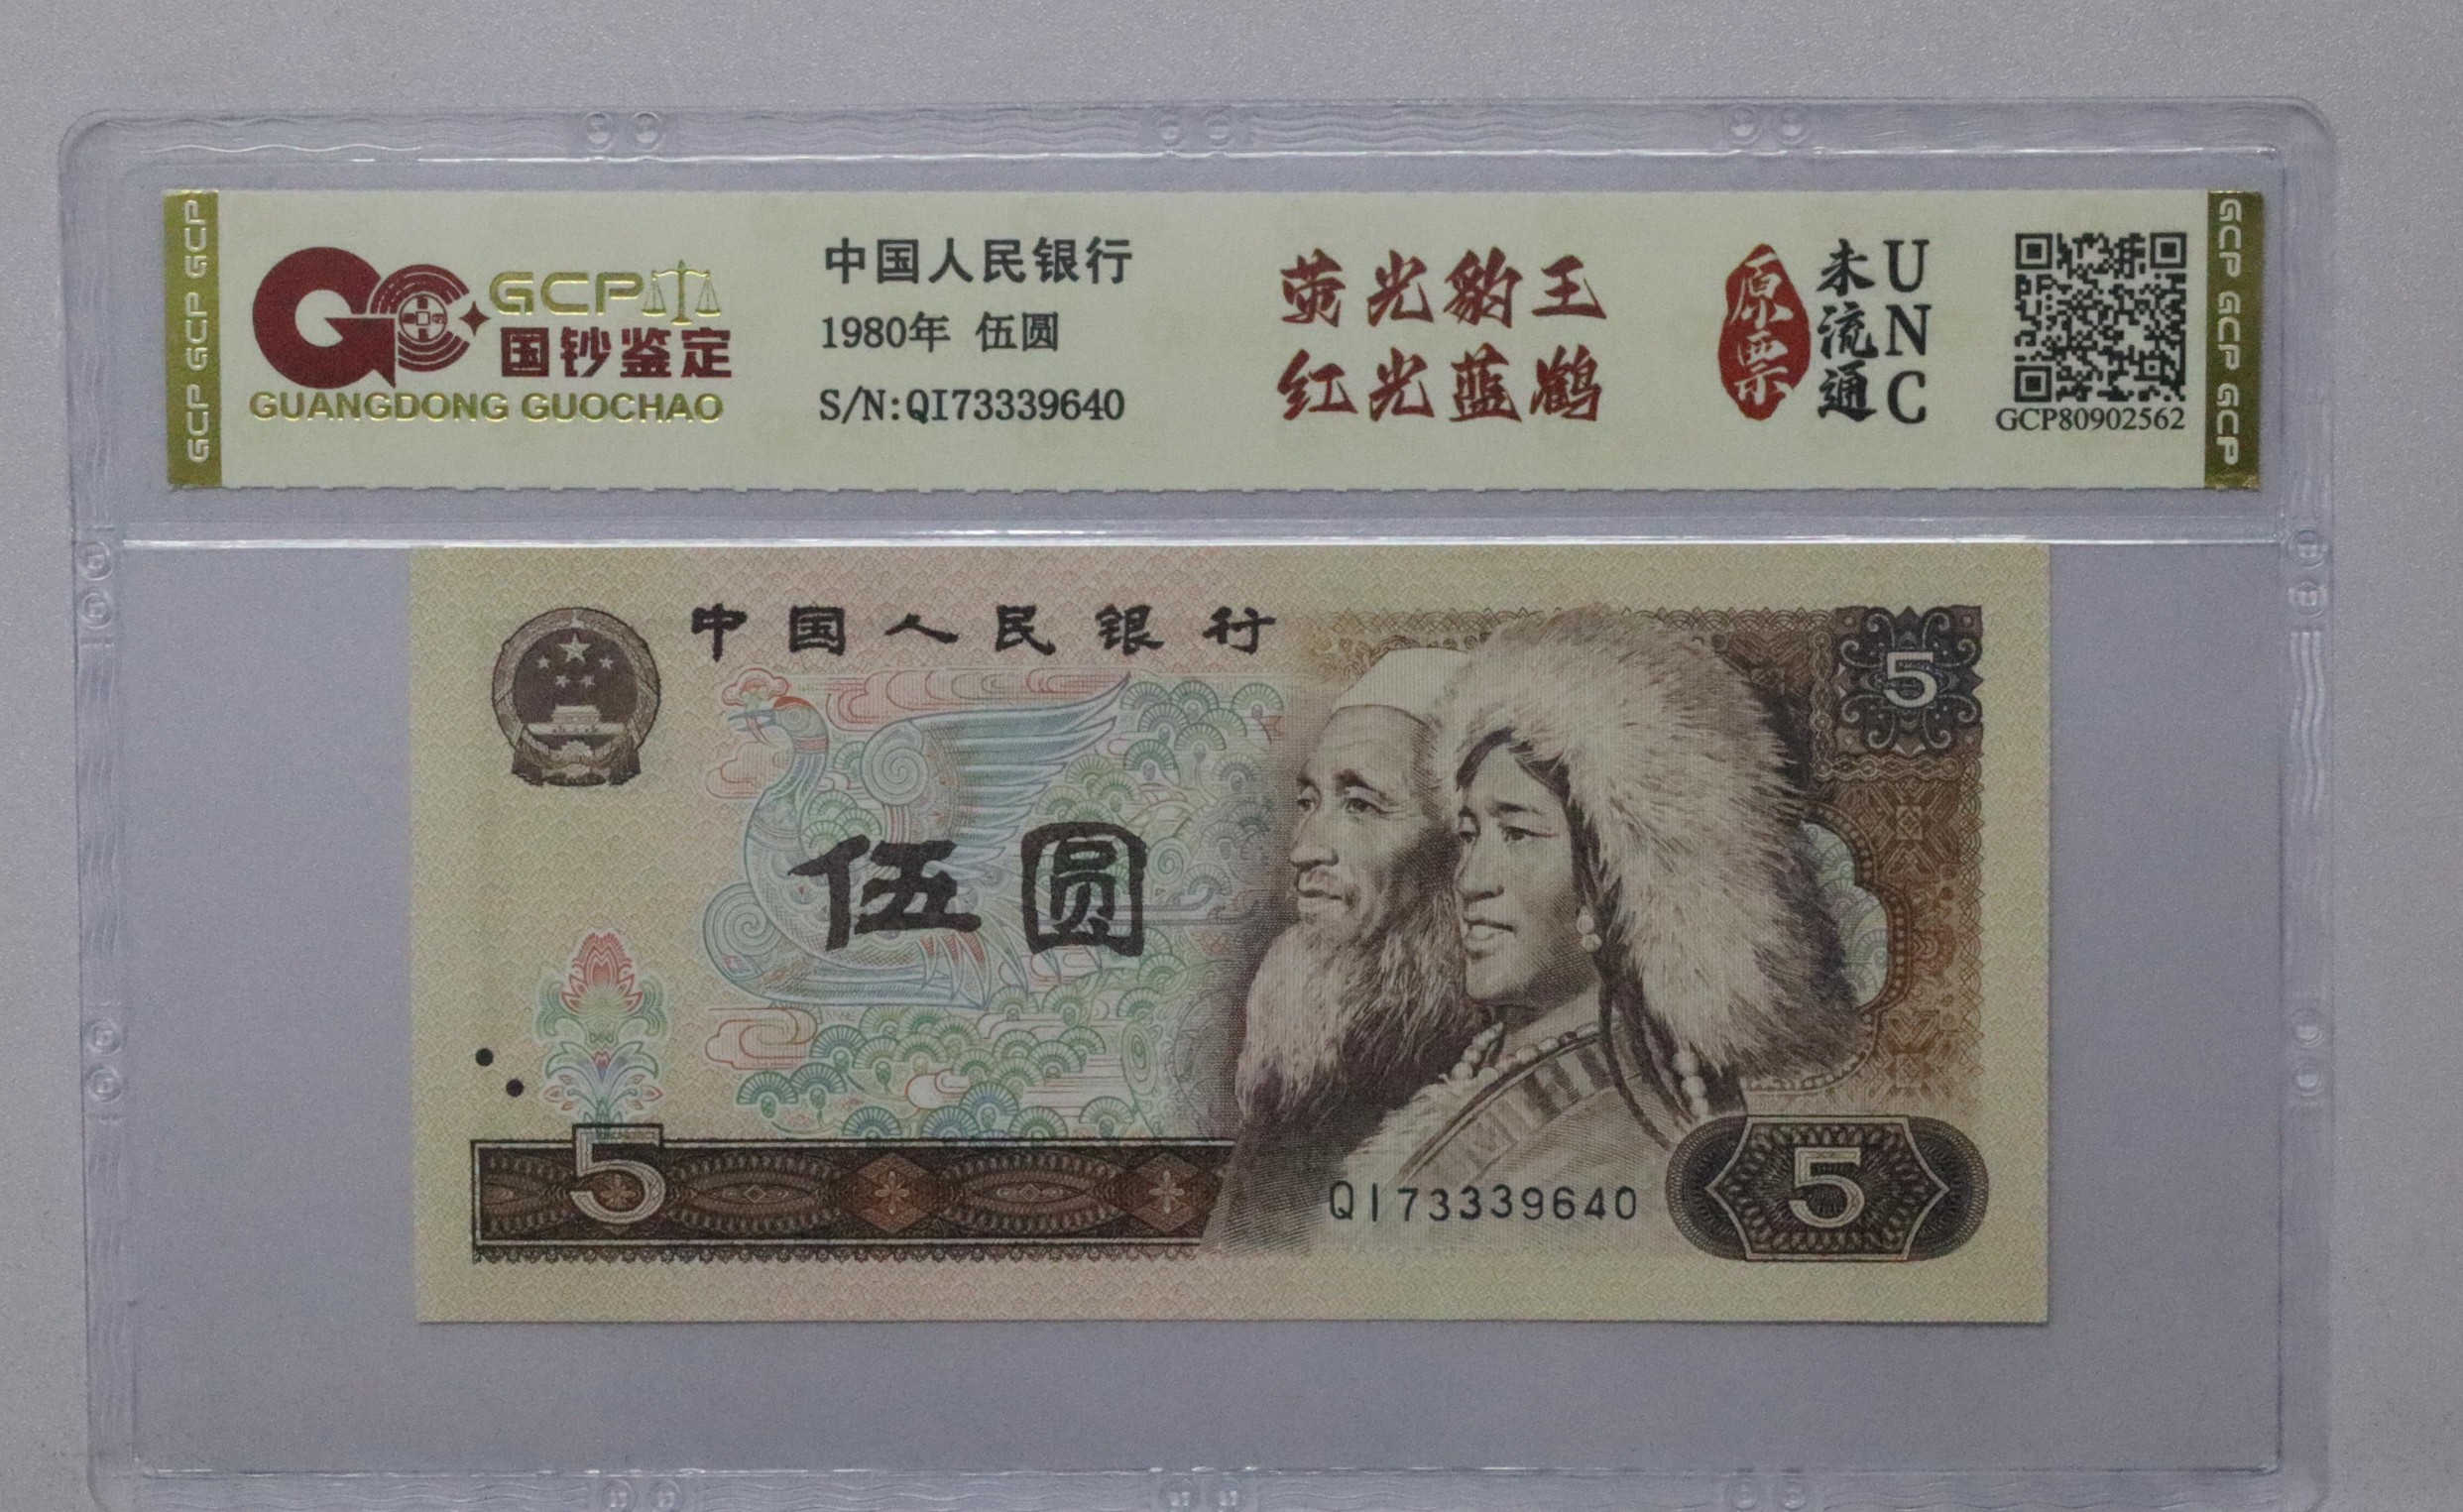 GCP GCP GCP
GCP
国钞鉴定
GUANGDONG GUOCHAO
中国人民银行
1980年 伍圆
S/N:QI73339640
荧光豹王
红光蓝鹤
原票
未流通
UNC
GCP80902562
GCP GCP GCP
中国人民银行
5
伍圆
5
QI73339640
5